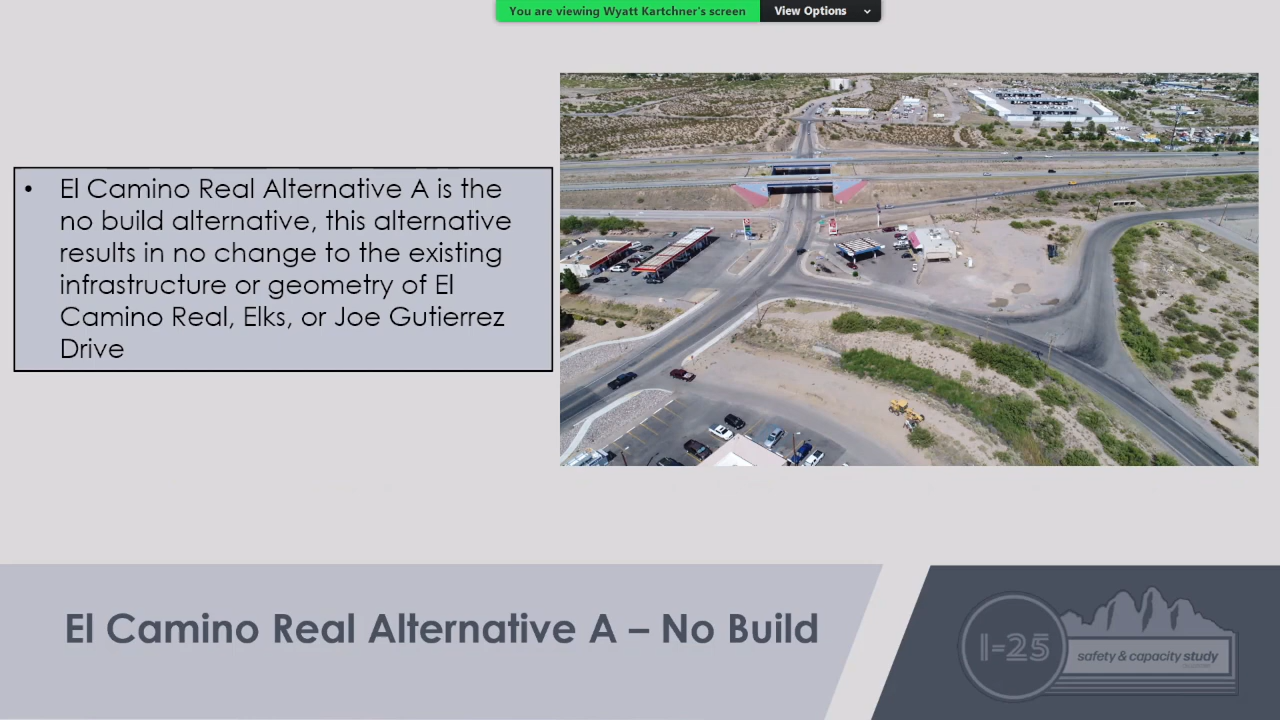 You are viewing Wyatt Kartchner's screen
View Options
• El Camino Real Alternative A is the
no build alternative, this alternative
results in no change to the existing
infrastructure or geometry of El
Camino Real, Elks, or Joe Gutierrez
Drive
El Camino Real Alternative A – No Build
I-25
safety & capacity study